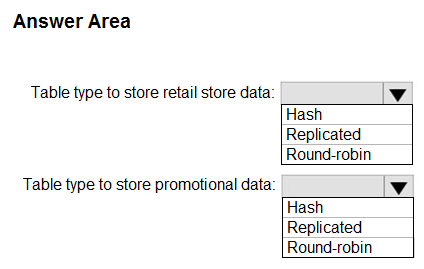 Answer Area
Table type to store retail store data:
Hash
Replicated
Round-robin
Table type to store promotional data:
Hash
Replicated
Round-robin